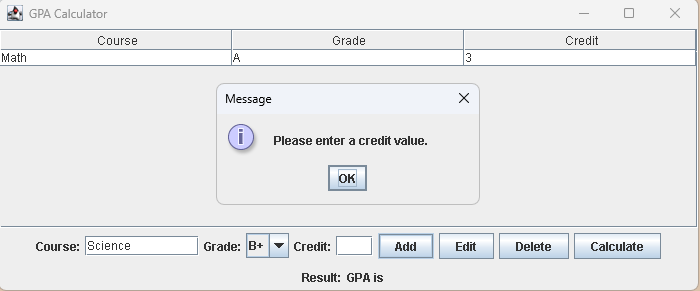 GPA Calculator
Course Grade Credit
Math A 3
Message
Please enter a credit value.
OK
Course: Science Grade: B+ Credit: Add Edit Delete Calculate
Result: GPA is